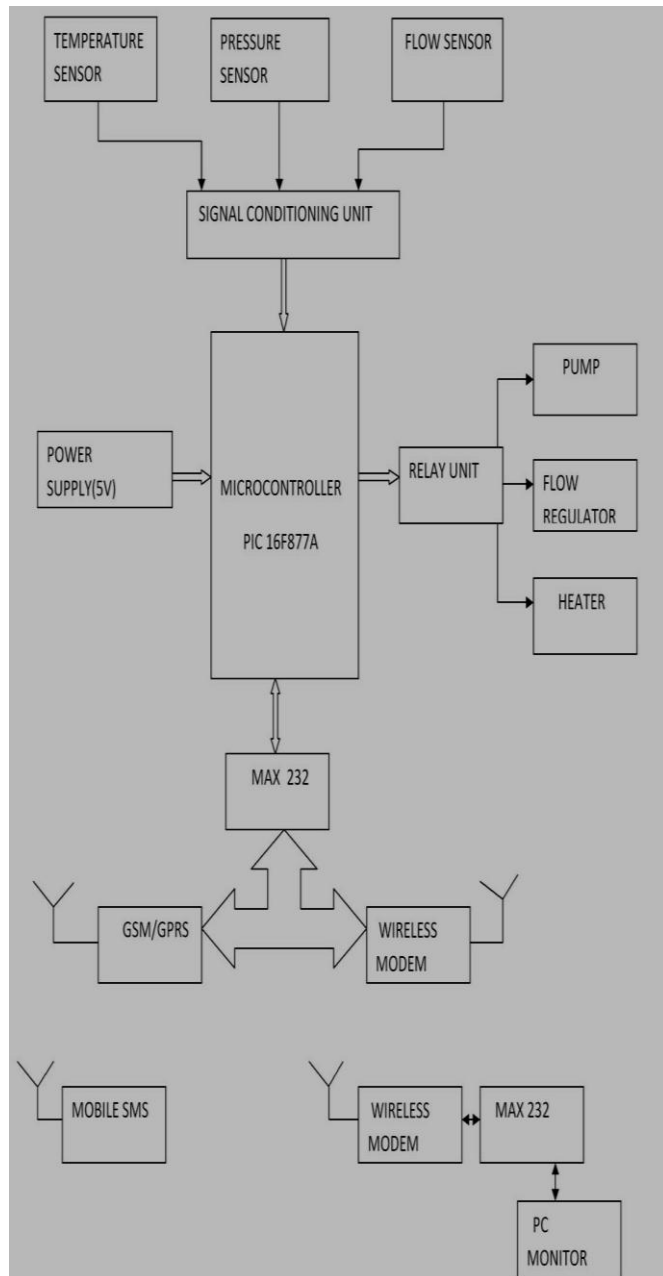 TEMPERATURE
SENSOR
PRESSURE
SENSOR
FLOW SENSOR
SIGNAL CONDITIONING UNIT
POWER
SUPPLY(5V)
MICROCONTROLLER
PIC 16F877A
RELAY UNIT
PUMP
FLOW
REGULATOR
HEATER
MAX 232
GSM/GPRS
WIRELESS
MODEM
MOBILE SMS
WIRELESS
MODEM
MAX 232
PC
MONITOR